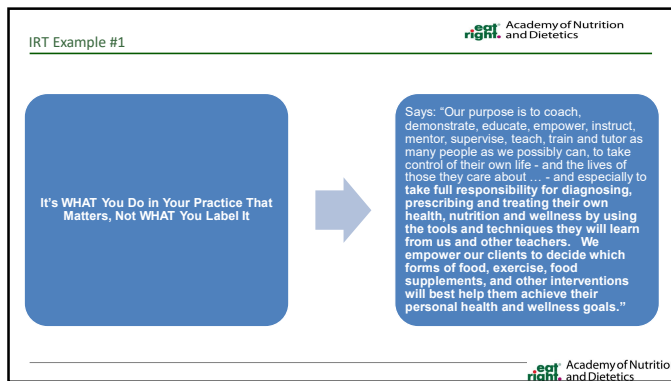 IRT Example #1
eat right. Academy of Nutrition
and Dietetics
It's WHAT You Do in Your Practice That
Matters, Not WHAT You Label It
Says: “Our purpose is to coach,
demonstrate, educate, empower, instruct,
mentor, supervise, teach, train and tutor as
many people as we possibly can, to take
control of their own life - and the lives of
those they care about … - and especially to
take full responsibility for diagnosing,
prescribing and treating their own
health, nutrition and wellness by using
the tools and techniques they will learn
from us and other teachers. We
empower our clients to decide which
forms of food, exercise, food
supplements, and other interventions
will best help them achieve their
personal health and wellness goals.”
eat right. Academy of Nutritio
and Dietetics